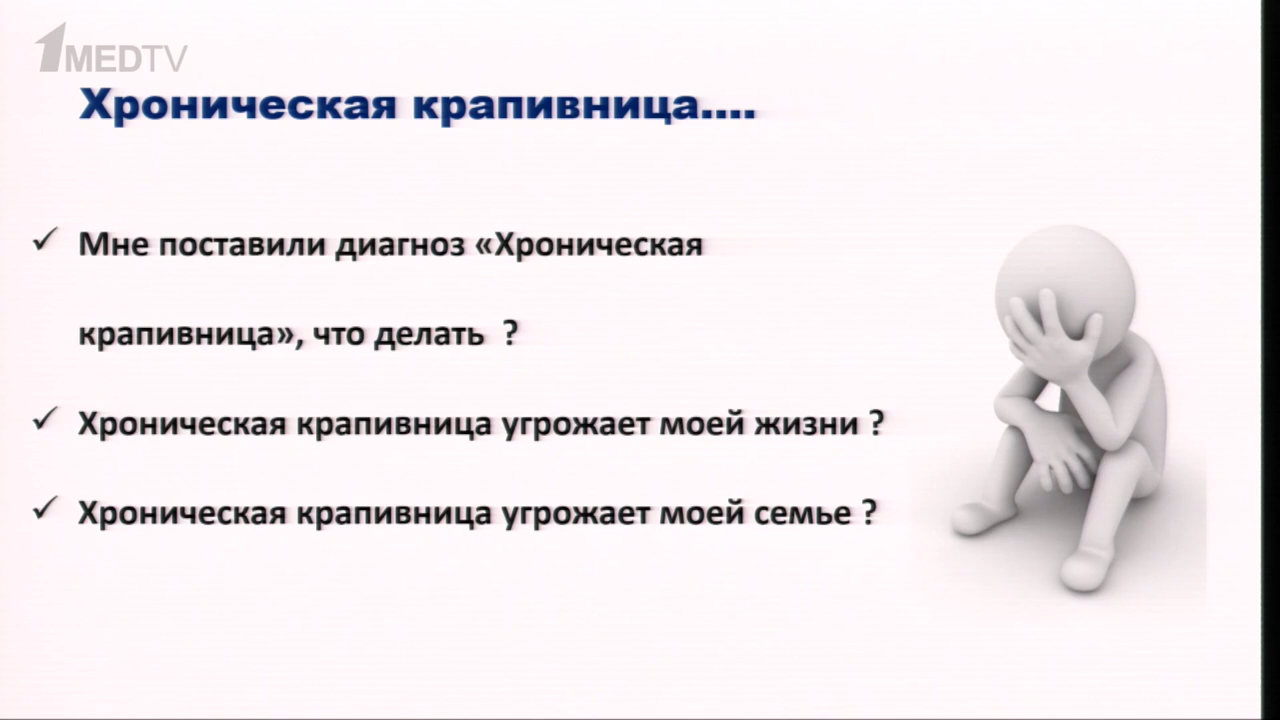 1MEDTV
Хроническая крапивница....
✓ Мне поставили диагноз «Хроническая
крапивница», что делать ?
✓ Хроническая крапивница угрожает моей жизни ?
✓ Хроническая крапивница угрожает моей семье ?